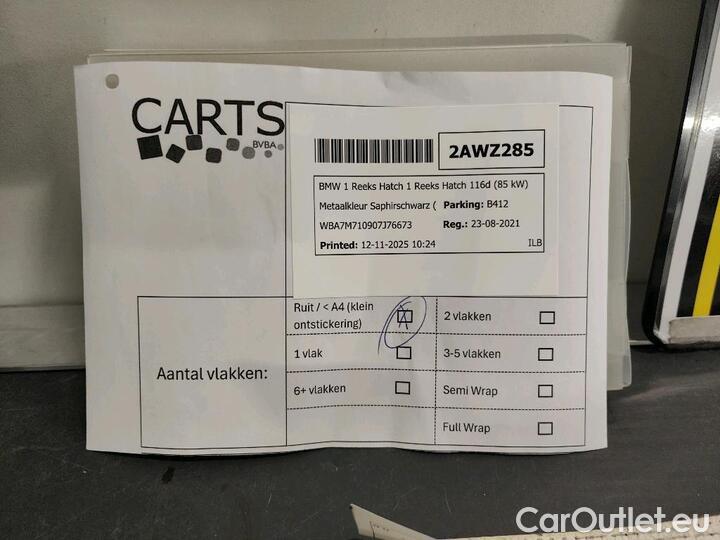 CARTS
BVBA
2AWZ285
BMW 1 Reeks Hatch 1 Reeks Hatch 116d (85 kW)
Metaalkleur Saphirschwarz ( Parking: B412
WBA7M710907J76673 Reg.: 23-08-2021
Printed: 12-11-2025 10:24 ILB
Aantal vlakken:
Ruit / < A4 (klein
ontstickering)
2 vlakken
1 vlak
3-5 vlakken
6+ vlakken
Semi Wrap
Full Wrap
CarOutlet.eu